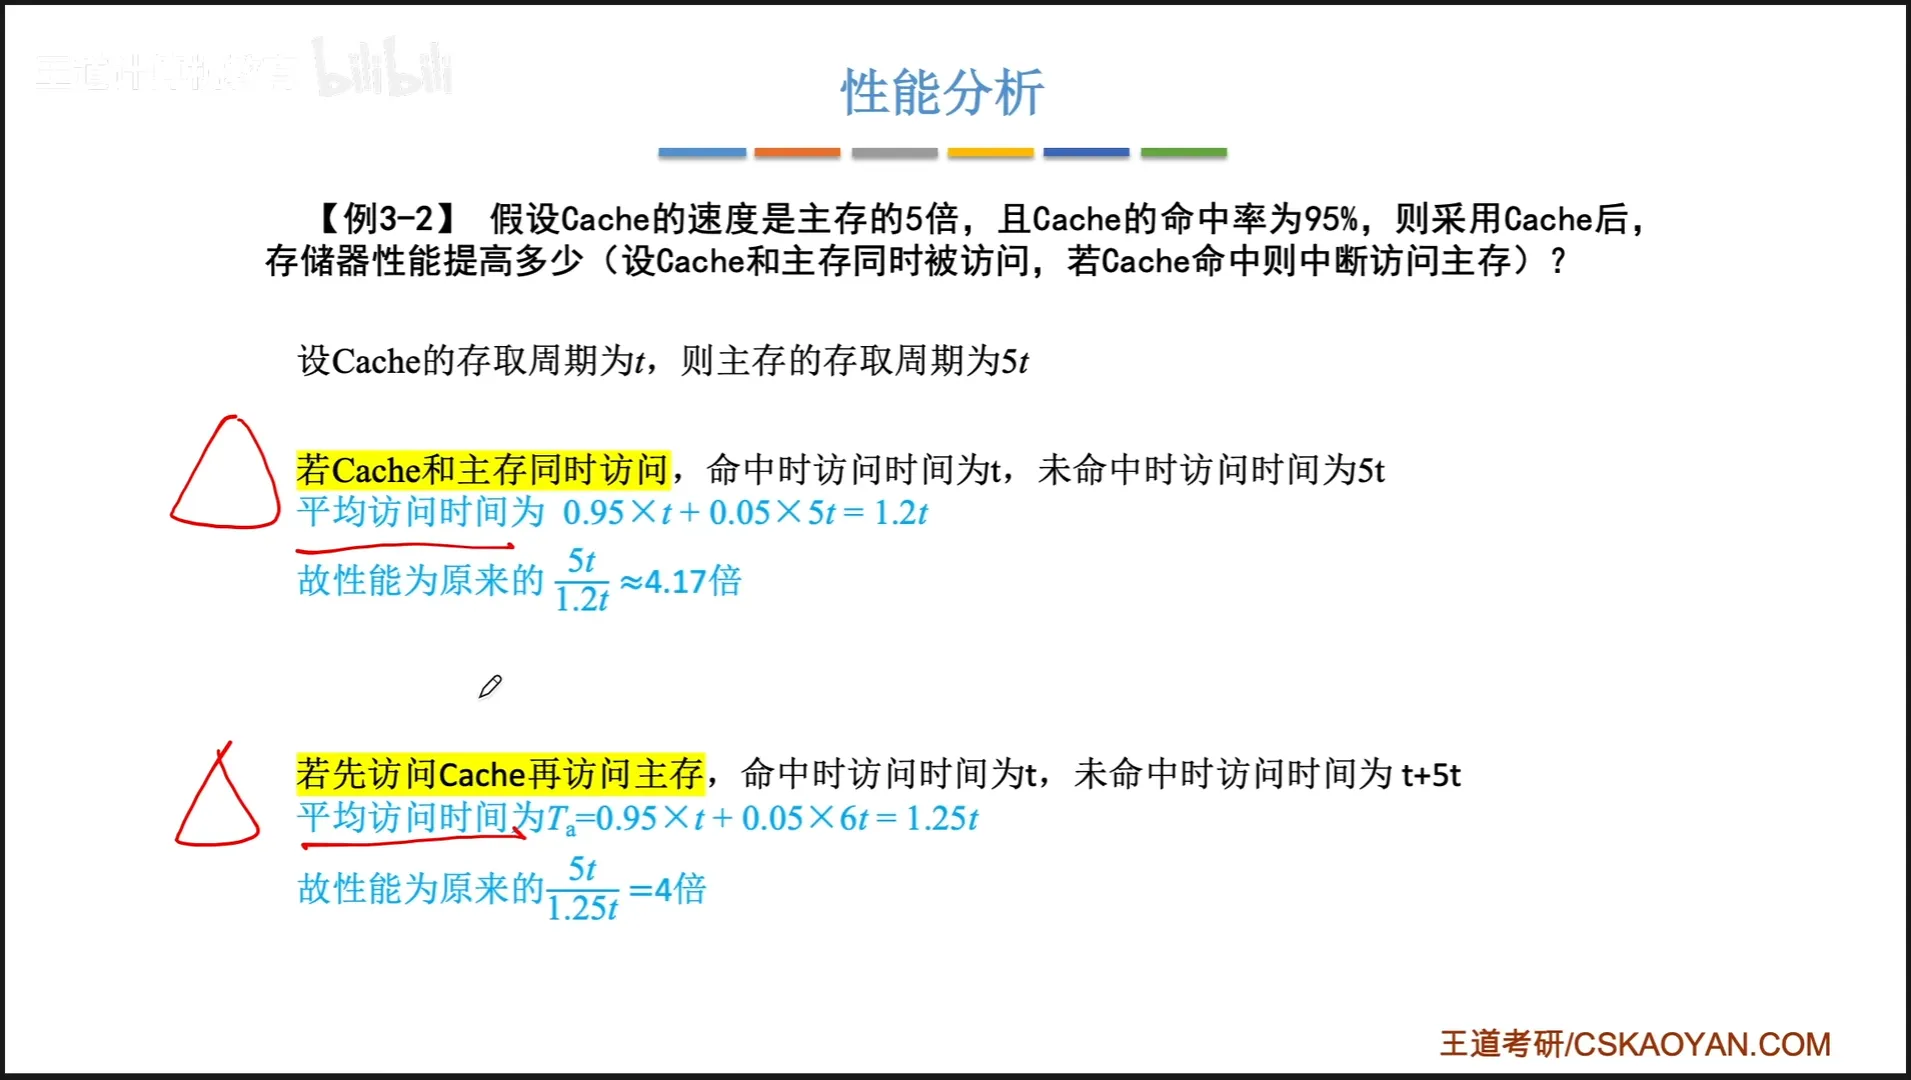 王道计算机教育 bilibili
性能分析
【例3-2】 假设Cache的速度是主存的5倍，且Cache的命中率为95%，则采用Cache后，
存储器性能提高多少（设Cache和主存同时被访问，若Cache命中则中断访问主存）？
设Cache的存取周期为t，则主存的存取周期为5t
若Cache和主存同时访问，命中时访问时间为t，未命中时访问时间为5t
平均访问时间为 0.95×t + 0.05×5t = 1.2t
故性能为原来的 5t/1.2t ≈4.17倍
若先访问Cache再访问主存，命中时访问时间为t，未命中时访问时间为 t+5t
平均访问时间为Ta=0.95×t + 0.05×6t = 1.25t
故性能为原来的 5t/1.25t =4倍
王道考研/CSKAOYAN.COM